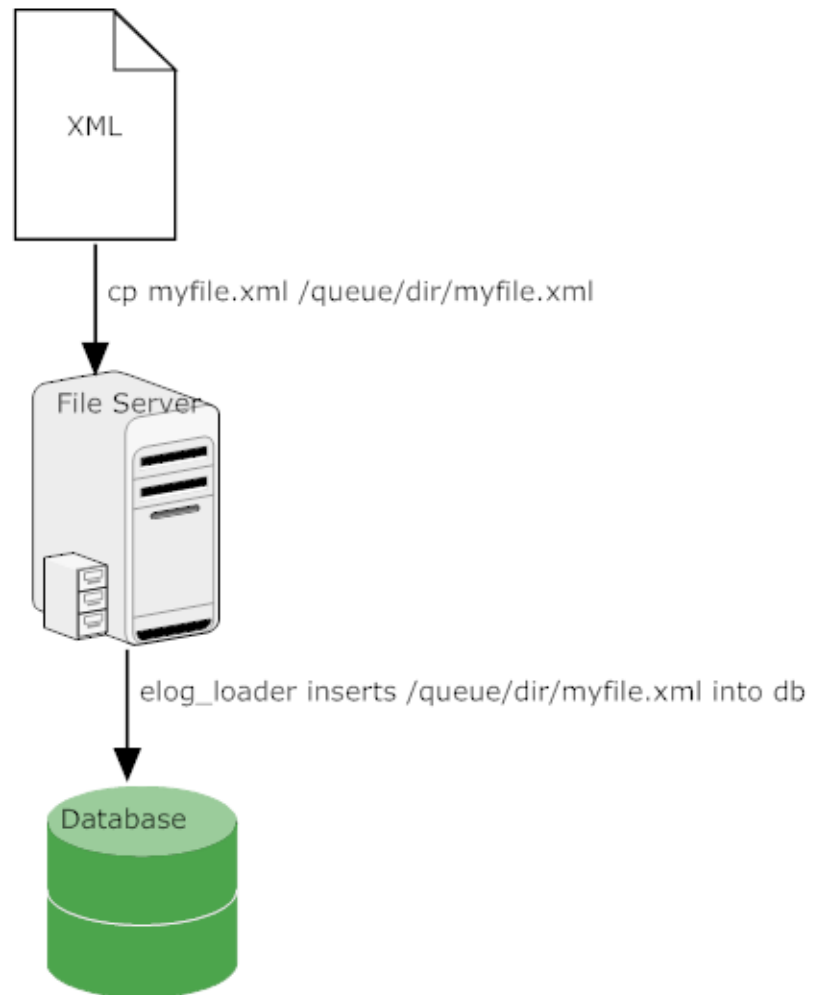 XML
cp myfile.xml /queue/dir/myfile.xml
File Server
elog_loader inserts /queue/dir/myfile.xml into db
Database